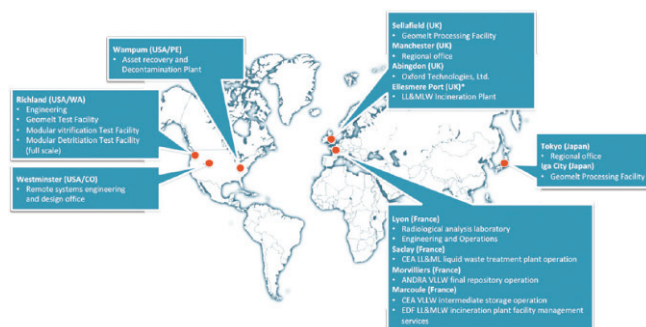 Wampum (USA/PE)
• Asset recovery and
Decontamination Plant
Richland (USA/WA)
• Engineering
• Geomelt Test Facility
• Modular vitrification Test Facility
• Modular Detritiation Test Facility
(full scale)
Westminster (USA/CO)
• Remote systems engineering
and design office
Sellafield (UK)
• Geomelt Processing Facility
Manchester (UK)
• Regional office
Abingdon (UK)
• Oxford Technologies, Ltd.
Ellesmere Port (UK)*
• LL&MLW Incineration Plant
Tokyo (Japan)
• Regional office
Iga City (Japan)
• Geomelt Processing Facility
Lyon (France)
• Radiological analysis laboratory
• Engineering and Operations
Saclay (France)
• CEA LL&ML liquid waste treatment plant operation
Morvilliers (France)
• ANDRA VLLW final repository operation
Marcoule (France)
• CEA VLLW intermediate storage operation
• EDF LL&MLW incineration plant facility management
services